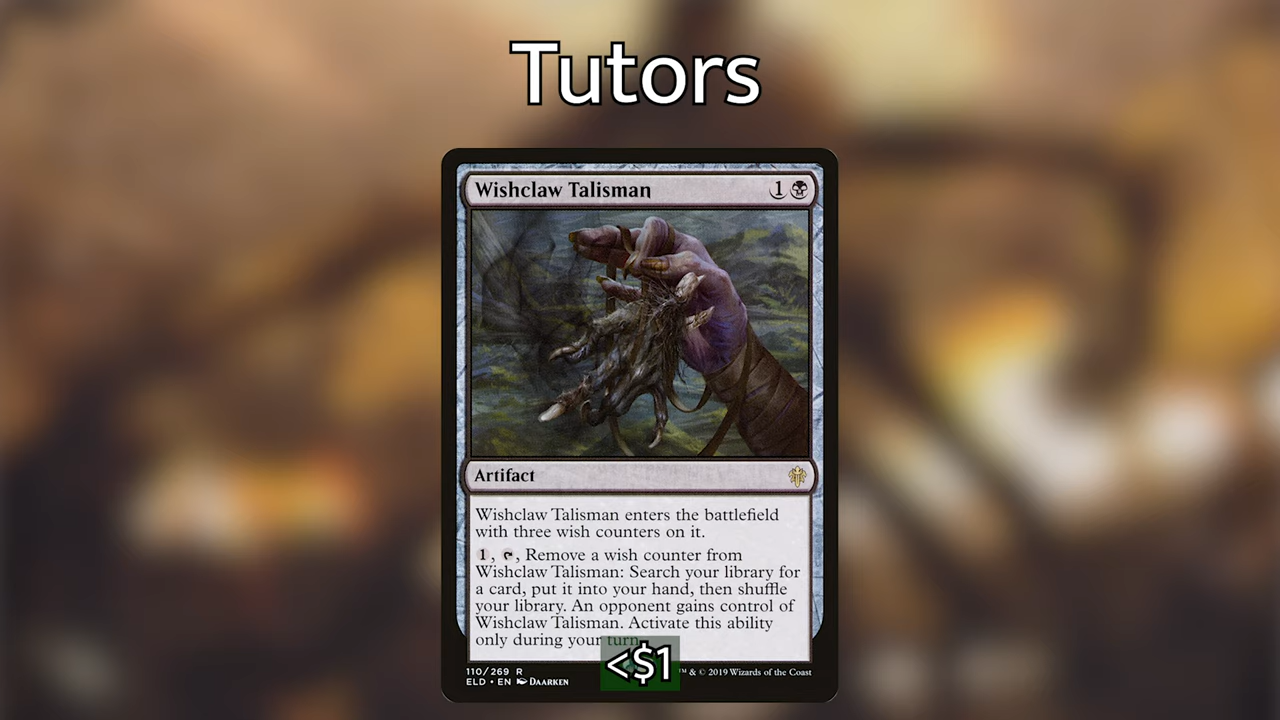 Tutors
Wishclaw Talisman 1
Artifact
Wishclaw Talisman enters the battlefield
with three wish counters on it.
1, , Remove a wish counter from
Wishclaw Talisman: Search your library for
a card, put it into your hand, then shuffle
your library. An opponent gains control of
Wishclaw Talisman. Activate this ability
only during your turn.
<$1
110/269 R
ELD • EN DAARKEN
™ & © 2019 Wizards of the Coast